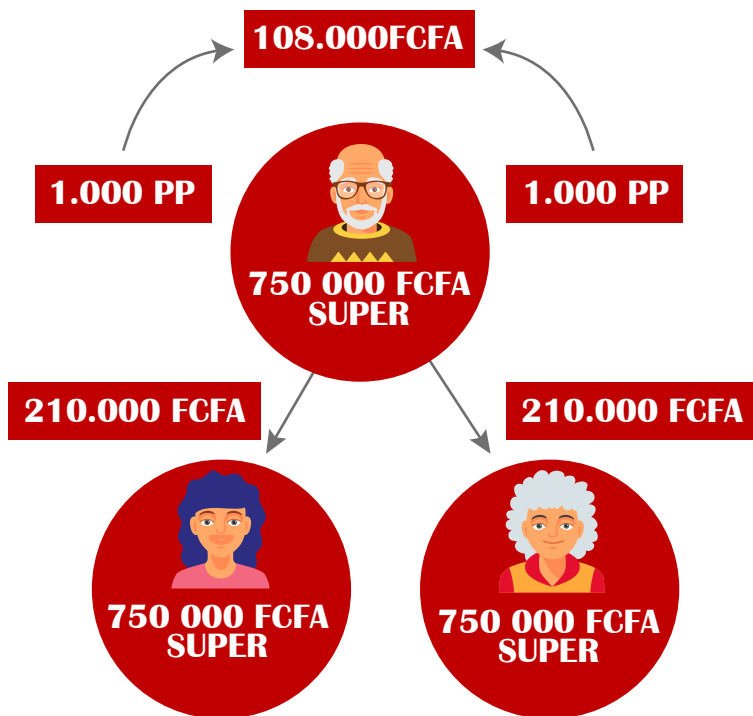 108.000FCFA
1.000 PP
1.000 PP
750 000 FCFA
SUPER
210.000 FCFA
210.000 FCFA
750 000 FCFA
SUPER
750 000 FCFA
SUPER